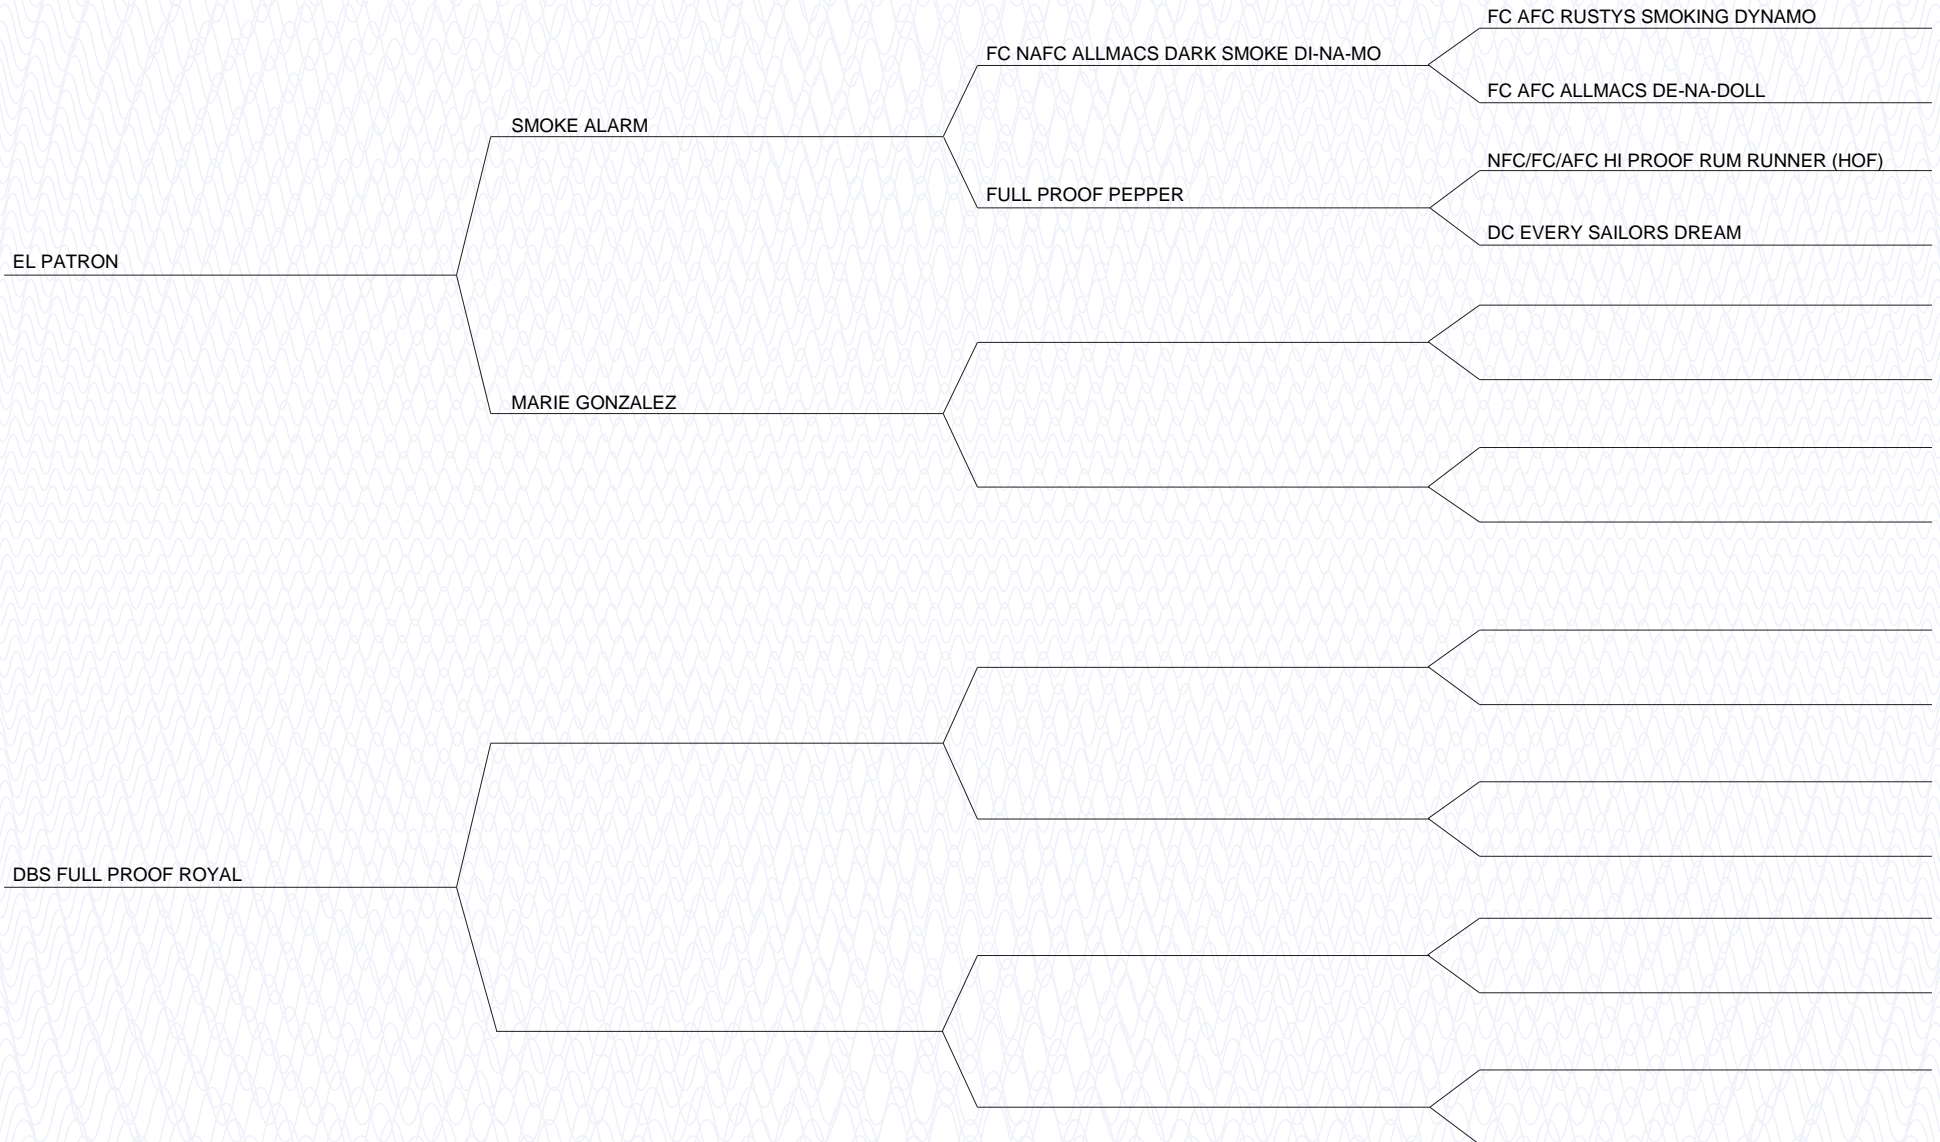 FC AFC RUSTYS SMOKING DYNAMO
FC NAFC ALLMACS DARK SMOKE DI-NA-MO
FC AFC ALLMACS DE-NA-DOLL
SMOKE ALARM
NFC/FC/AFC HI PROOF RUM RUNNER (HOF)
FULL PROOF PEPPER
DC EVERY SAILORS DREAM
EL PATRON
MARIE GONZALEZ
DBS FULL PROOF ROYAL